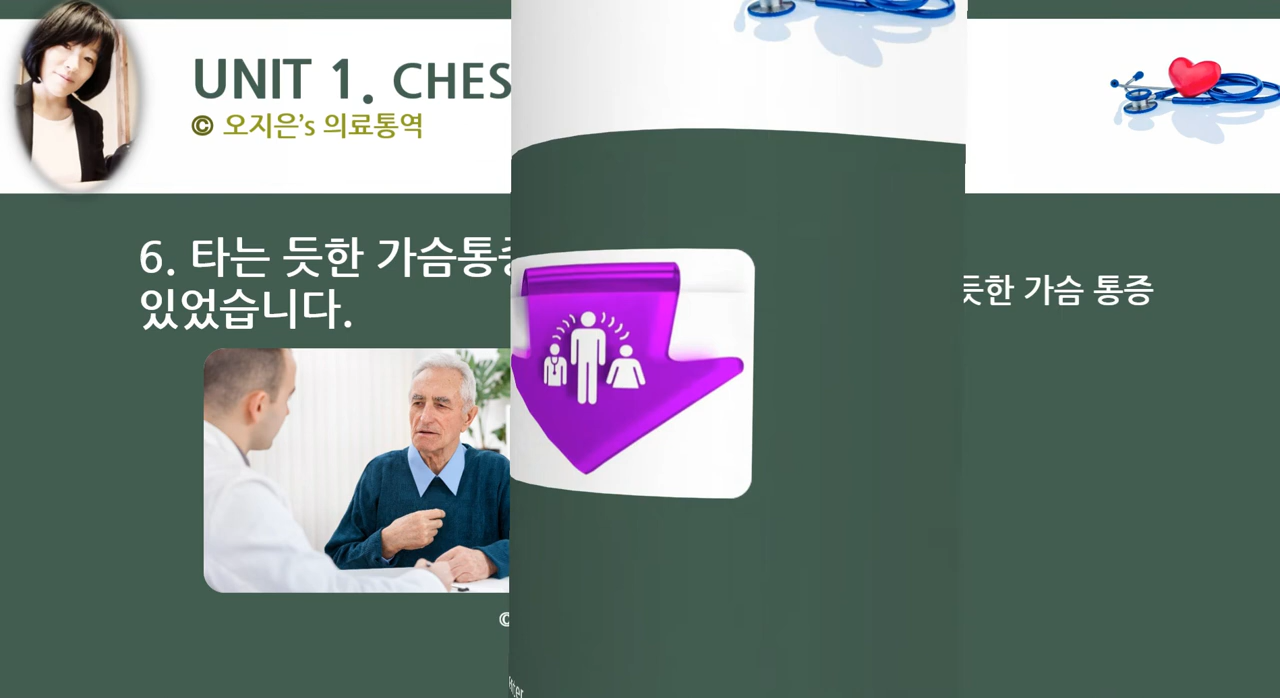 UNIT 1. CHES
© 오지은’s 의료통역
6. 타는 듯한 가슴통증
있었습니다.
듯한 가슴 통증
©